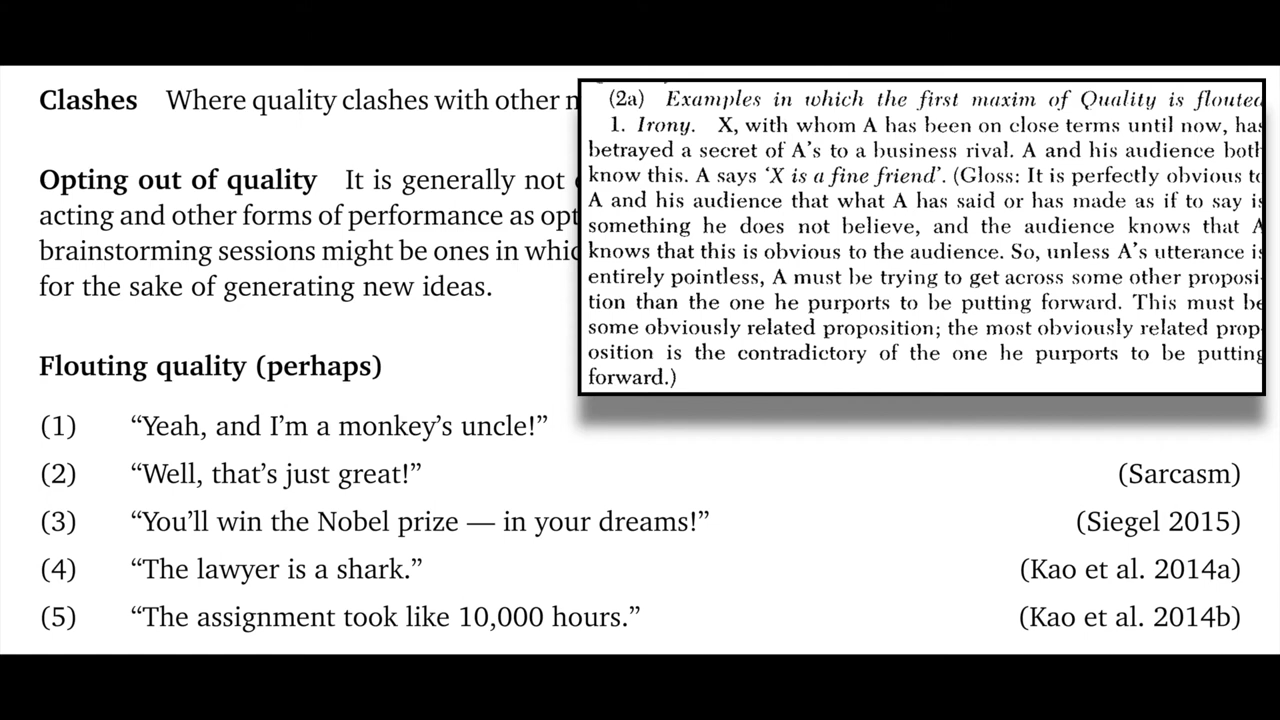 Clashes Where quality clashes with other
Opting out of quality It is generally not
acting and other forms of performance as
brainstorming sessions might be ones in
for the sake of generating new ideas.
Flouting quality (perhaps)
(1) “Yeah, and I’m a monkey’s uncle!”
(2) “Well, that’s just great!” (Sarcasm)
(3) “You’ll win the Nobel prize — in your dreams!” (Siegel 2015)
(4) “The lawyer is a shark.” (Kao et al. 2014a)
(5) “The assignment took like 10,000 hours.” (Kao et al. 2014b)
(2a) Examples in which the first maxim of Quality is flouted
1. Irony. X, with whom A has been on close terms until now, has
betrayed a secret of A’s to a business rival. A and his audience both
know this. A says ‘X is a fine friend’. (Gloss: It is perfectly obvious to
A and his audience that what A has said or has made as if to say is
something he does not believe, and the audience knows that A
knows that this is obvious to the audience. So, unless A’s utterance is
entirely pointless, A must be trying to get across some other proposi-
tion than the one he purports to be putting forward. This must be
some obviously related proposition; the most obviously related prop-
osition is the contradictory of the one he purports to be putting
forward.)